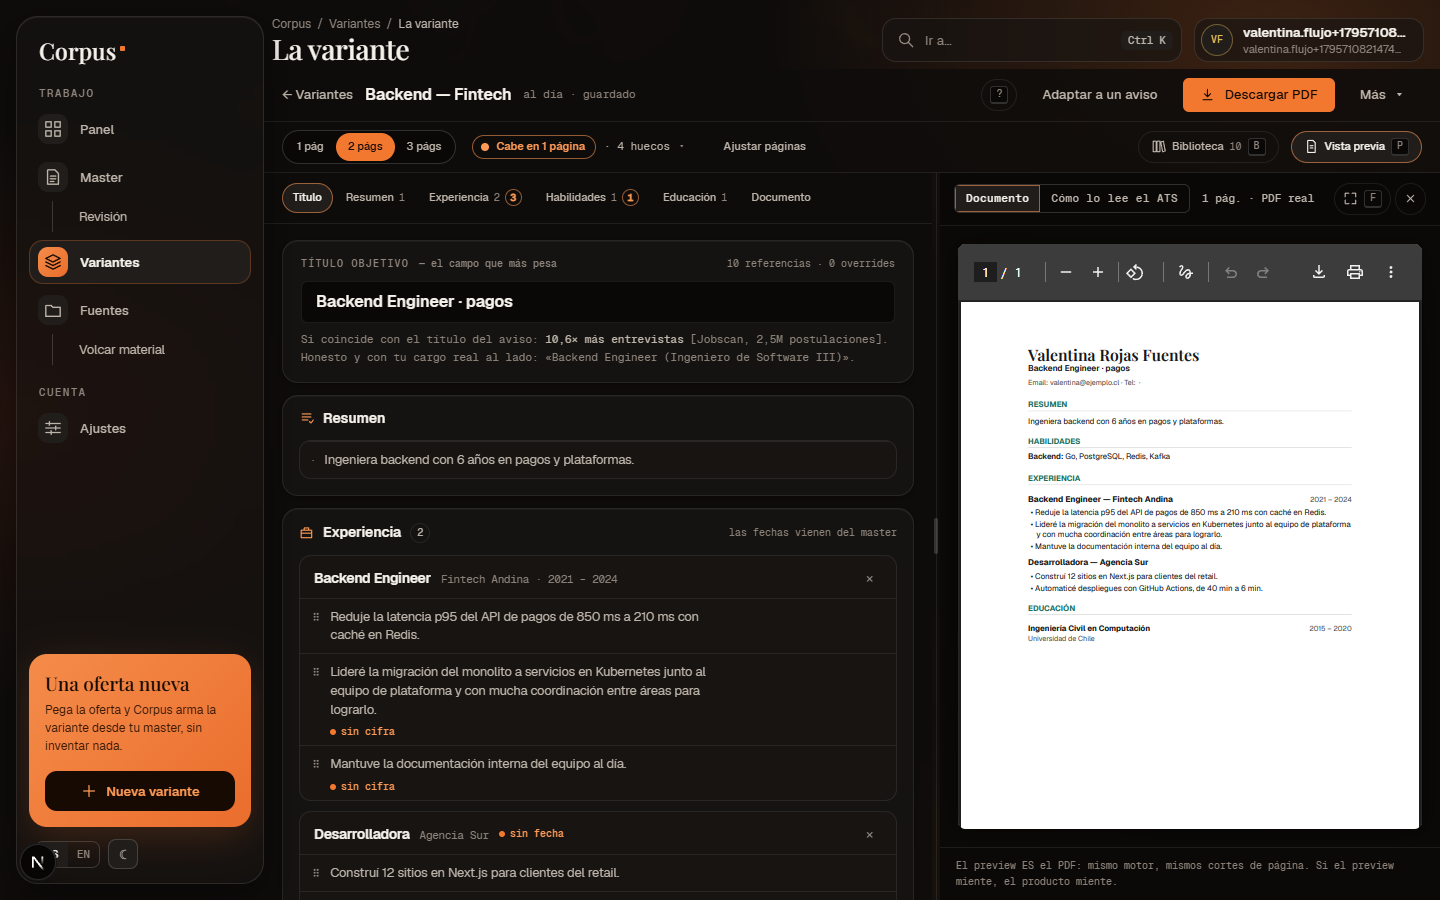 Corpus
TRABAJO
Panel
Master
Revisión
Variantes
Fuentes
Volcar material
CUENTA
Ajustes
Una oferta nueva
Pega la oferta y Corpus arma la
variante desde tu master, sin
inventar nada.
Nueva variante
EN
Corpus / Variantes / La variante
La variante
Ir a...
Ctrl K
VF
valentina.flujo+17957108...
valentina.flujo+1795710821474...
← Variantes
Backend — Fintech
al día · guardado
?
Adaptar a un aviso
Descargar PDF
Más
1 pág
2 págs
3 págs
Cabe en 1 página
· 4 huecos
Ajustar páginas
Biblioteca 10 B
Vista previa P
Título
Resumen 1
Experiencia 2 3
Habilidades 1 1
Educación 1
Documento
TÍTULO OBJETIVO — el campo que más pesa
10 referencias · 0 overrides
Backend Engineer · pagos
Si coincide con el título del aviso: 10,6× más entrevistas [Jobscan, 2,5M postulaciones].
Honesto y con tu cargo real al lado: «Backend Engineer (Ingeniero de Software III)».
Resumen
· Ingeniera backend con 6 años en pagos y plataformas.
Experiencia 2
las fechas vienen del master
Backend Engineer Fintech Andina · 2021 – 2024 ×
Reduje la latencia p95 del API de pagos de 850 ms a 210 ms con
caché en Redis.
Lideré la migración del monolito a servicios en Kubernetes junto al
equipo de plataforma y con mucha coordinación entre áreas para
lograrlo.
sin cifra
Mantuve la documentación interna del equipo al día.
sin cifra
Desarrolladora Agencia Sur sin fecha ×
Construí 12 sitios en Next.js para clientes del retail.
Documento
Cómo lo lee el ATS
1 pág. · PDF real
F
×
1 / 1
Valentina Rojas Fuentes
Backend Engineer · pagos
Email: valentina@ejemplo.cl · Tel: ·
RESUMEN
Ingeniera backend con 6 años en pagos y plataformas.
HABILIDADES
Backend: Go, PostgreSQL, Redis, Kafka
EXPERIENCIA
Backend Engineer — Fintech Andina 2021 – 2024
• Reduje la latencia p95 del API de pagos de 850 ms a 210 ms con caché en Redis.
• Lideré la migración del monolito a servicios en Kubernetes junto al equipo de plataforma
y con mucha coordinación entre áreas para lograrlo.
• Mantuve la documentación interna del equipo al día.
Desarrolladora — Agencia Sur
• Construí 12 sitios en Next.js para clientes del retail.
• Automaticé despliegues con GitHub Actions, de 40 min a 6 min.
EDUCACIÓN
Ingeniería Civil en Computación 2015 – 2020
Universidad de Chile
El preview ES el PDF: mismo motor, mismos cortes de página. Si el preview
miente, el producto miente.